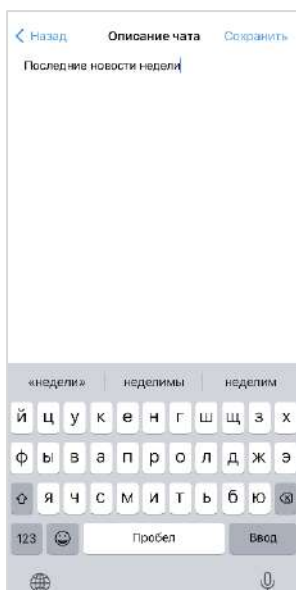 Назад Описание чата Сохранить
Последние новости недели
«недели» неделимы неделим
й ц у к е н г ш щ з х
ф ы в а п р о л д ж э
я ч с м и т ь б ю
123 Пробел Ввод